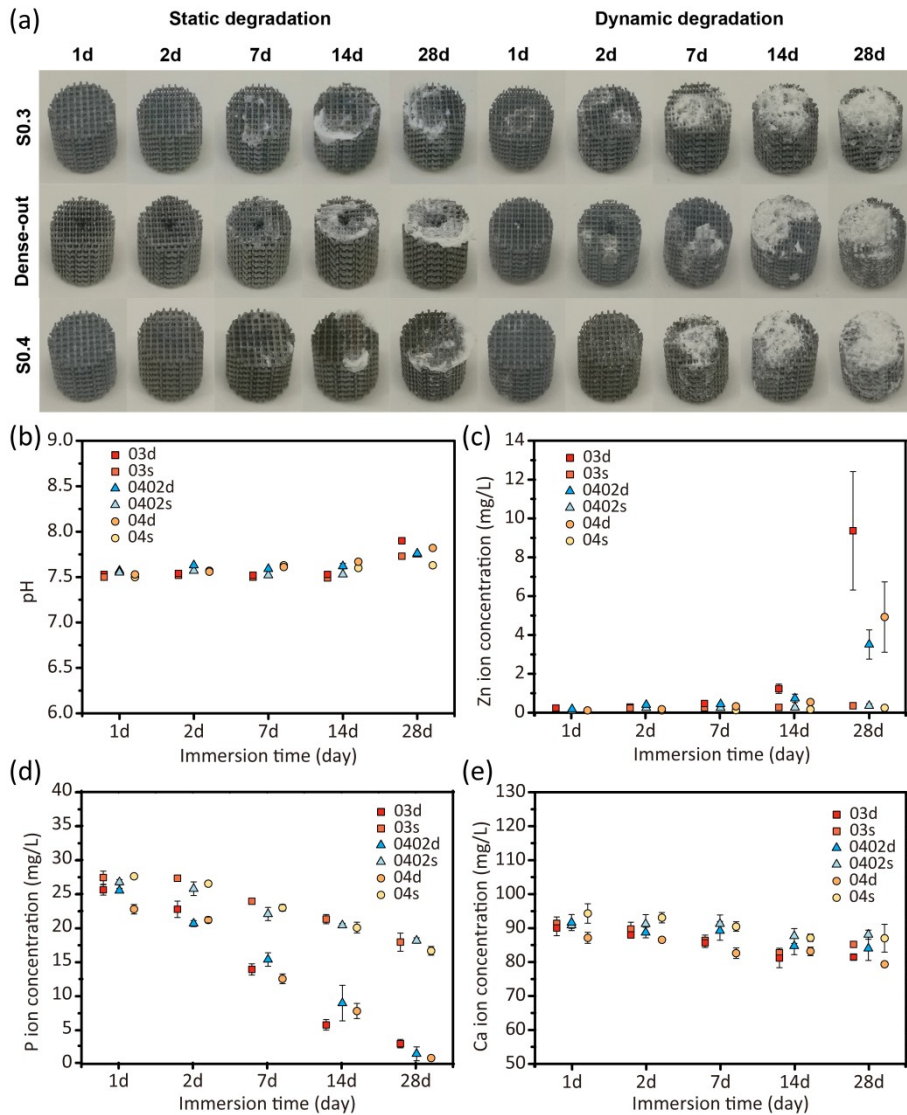 (a)
Static degradation Dynamic degradation
1d 2d 7d 14d 28d 1d 2d 7d 14d 28d
S0.3
Dense-out
S0.4
(b)
pH
9.0
8.5
8.0
7.5
7.0
6.5
6.0
03d
03s
0402d
0402s
04d
04s
1d 2d 7d 14d 28d
Immersion time (day)
(c)
Zn ion concentration (mg/L)
14
12
10
8
6
4
2
0
03d
03s
0402d
0402s
04d
04s
1d 2d 7d 14d 28d
Immersion time (day)
(d)
P ion concentration (mg/L)
40
35
30
25
20
15
10
5
0
03d
03s
0402d
0402s
04d
04s
1d 2d 7d 14d 28d
Immersion time (day)
(e)
Ca ion concentration (mg/L)
130
120
110
100
90
80
70
60
50
03d
03s
0402d
0402s
04d
04s
1d 2d 7d 14d 28d
Immersion time (day)